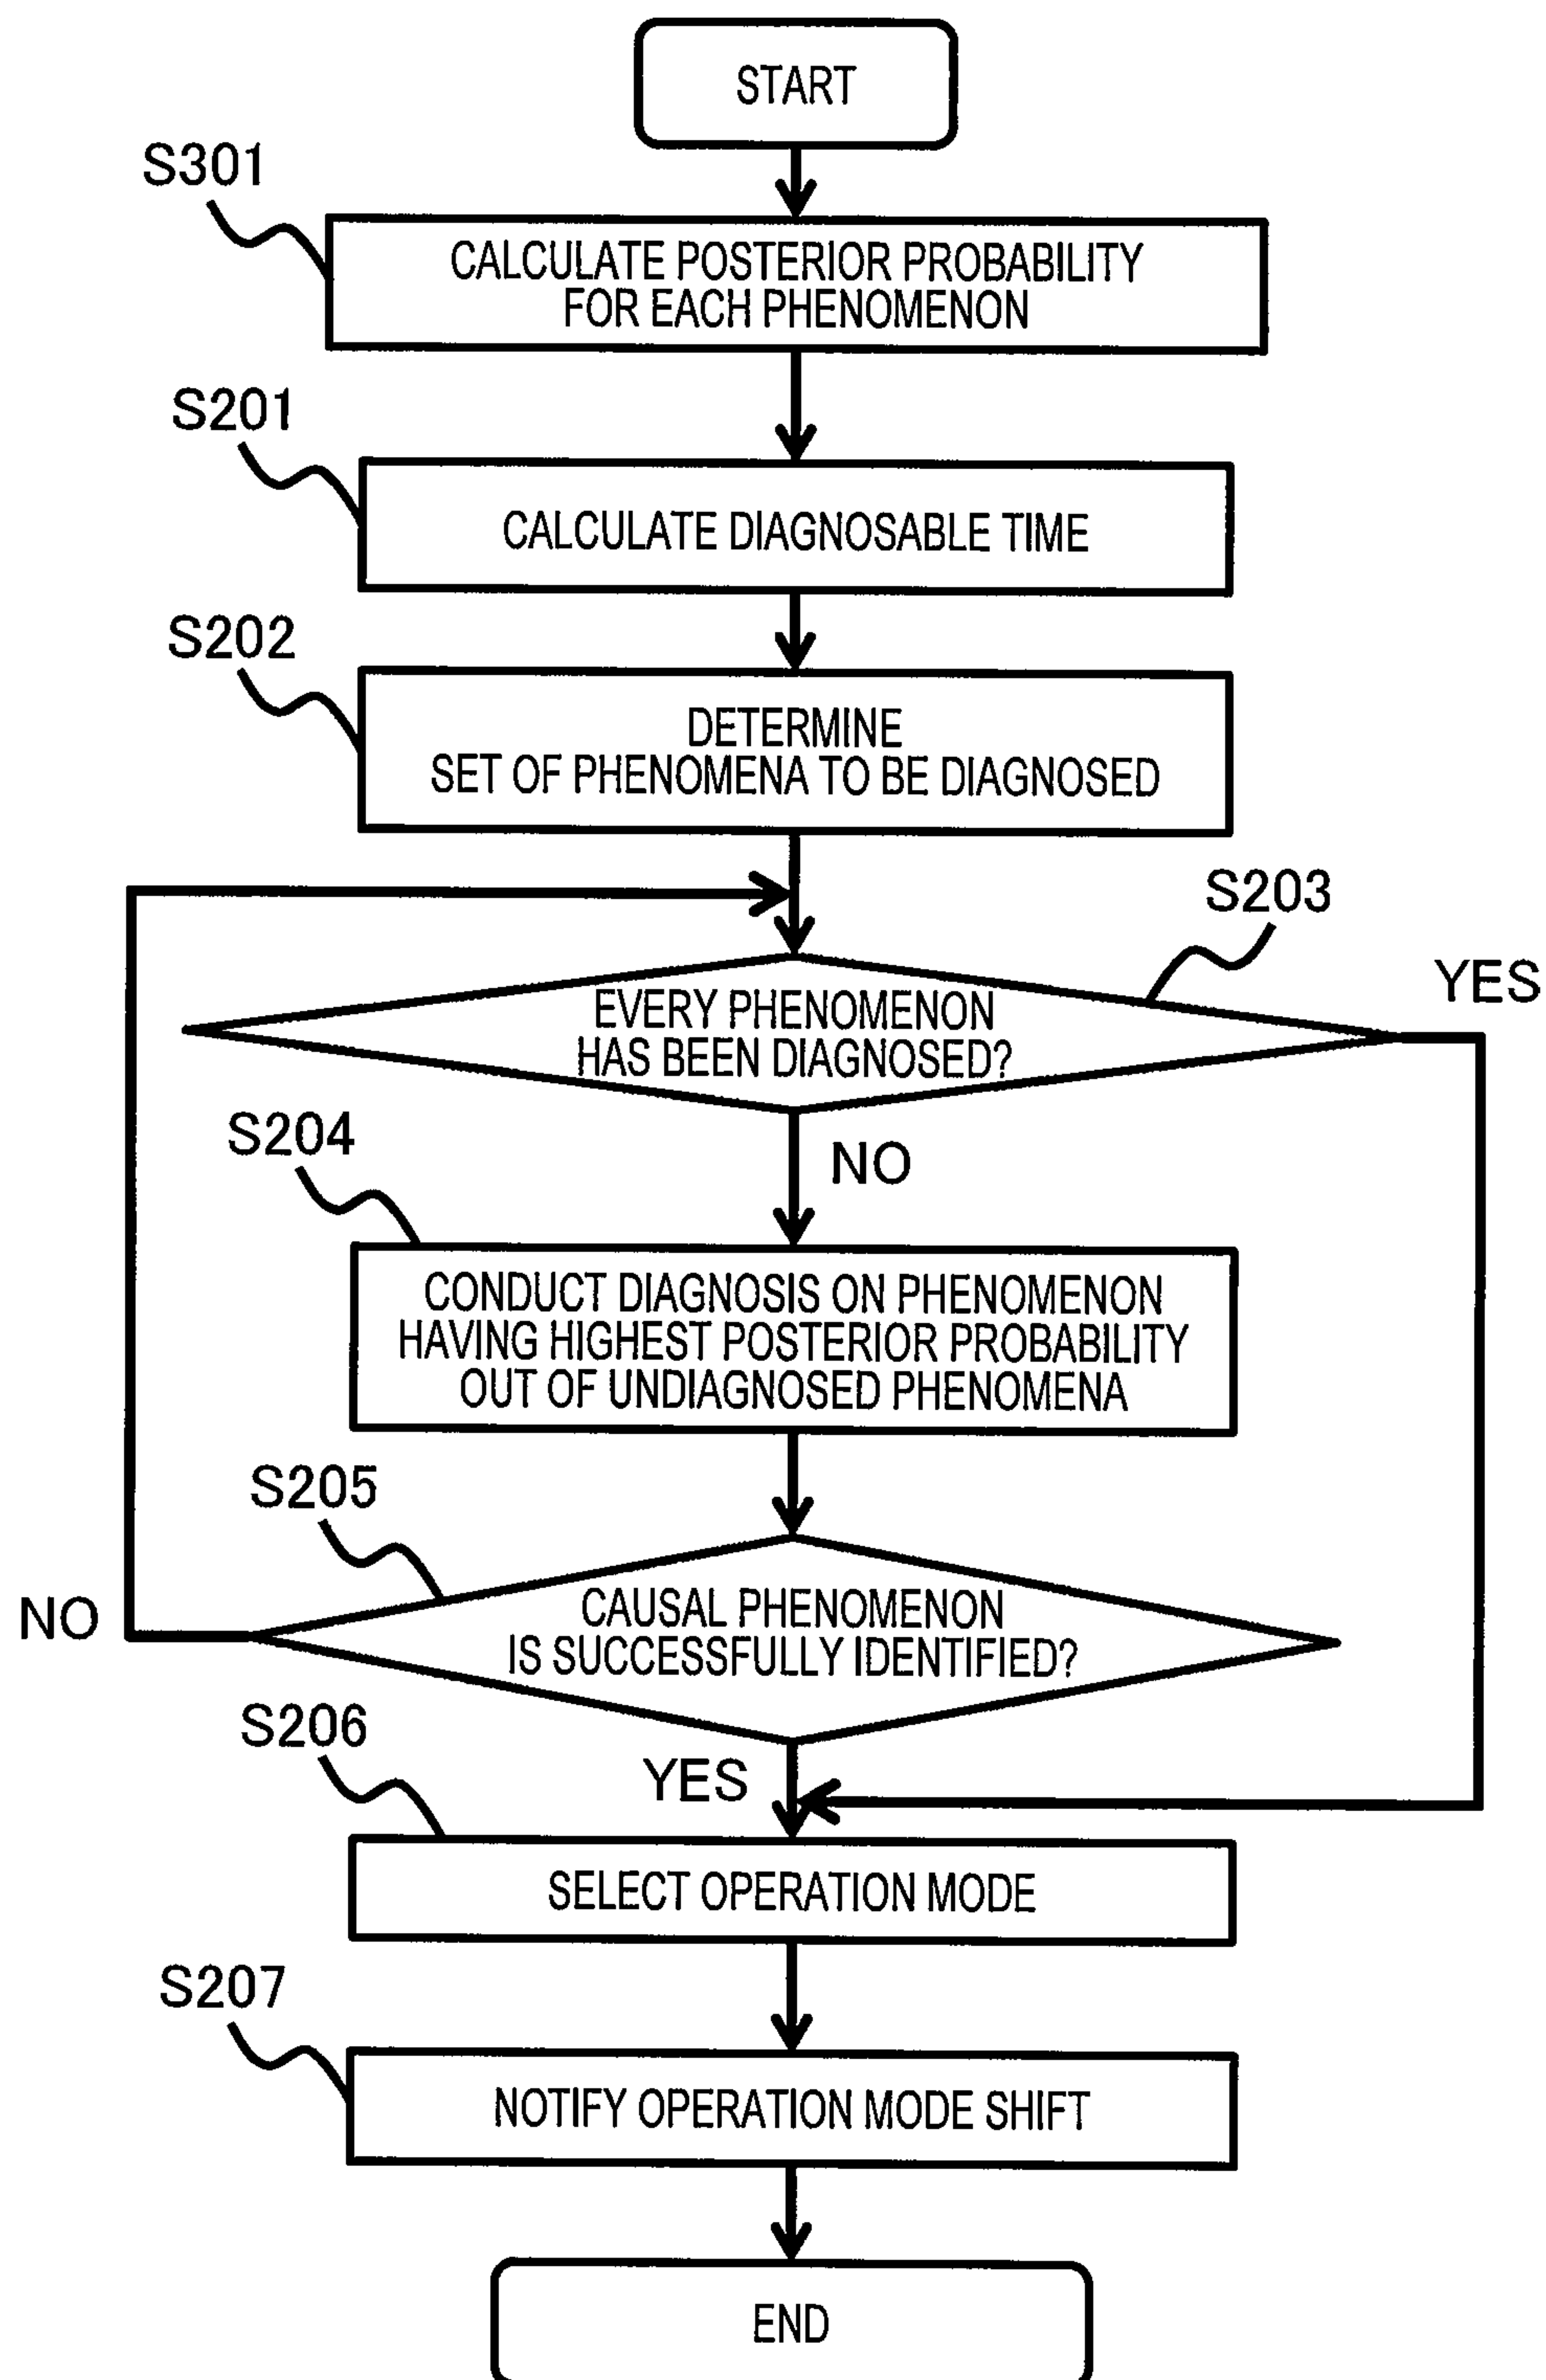 START
S301
CALCULATE POSTERIOR PROBABILITY
FOR EACH PHENOMENON
S201
CALCULATE DIAGNOSABLE TIME
S202
DETERMINE
SET OF PHENOMENA TO BE DIAGNOSED
S203
YES
EVERY PHENOMENON
HAS BEEN DIAGNOSED?
S204
NO
CONDUCT DIAGNOSIS ON PHENOMENON
HAVING HIGHEST POSTERIOR PROBABILITY
OUT OF UNDIAGNOSED PHENOMENA
S205
NO
CAUSAL PHENOMENON
IS SUCCESSFULLY IDENTIFIED?
S206
YES
SELECT OPERATION MODE
S207
NOTIFY OPERATION MODE SHIFT
END